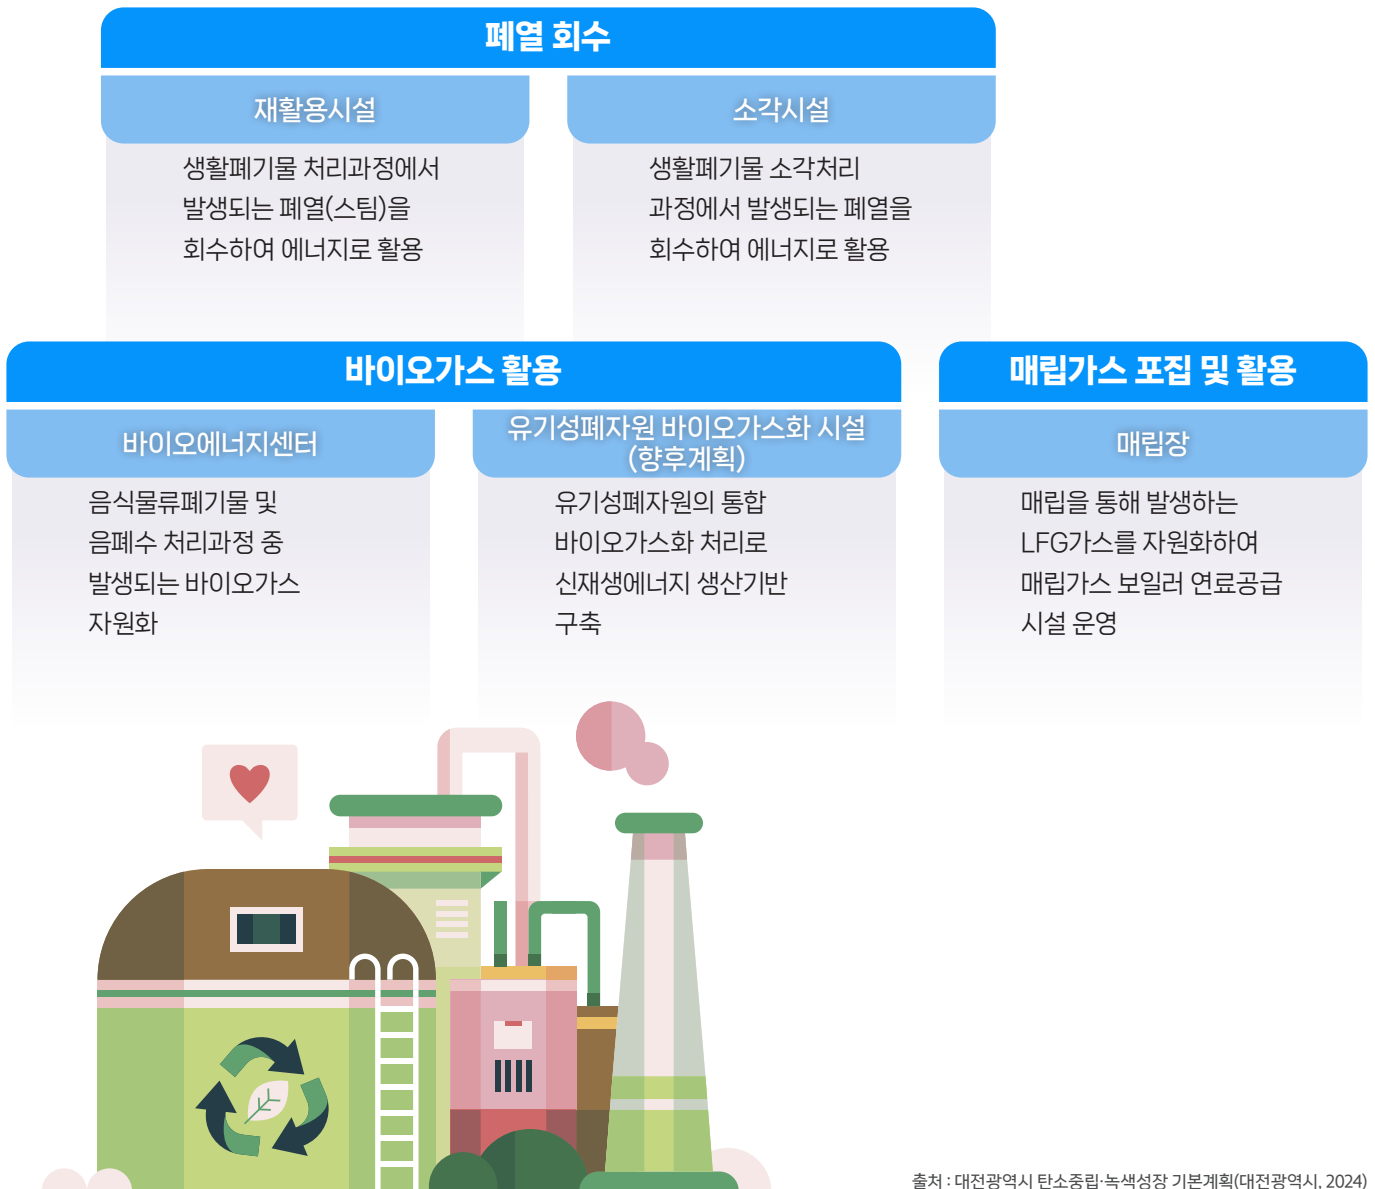 폐열 회수
재활용시설
생활폐기물 처리과정에서
발생되는 폐열(스팀)을
회수하여 에너지로 활용
소각시설
생활폐기물 소각처리
과정에서 발생되는 폐열을
회수하여 에너지로 활용
바이오가스 활용
바이오에너지센터
음식물류폐기물 및
음폐수 처리과정 중
발생되는 바이오가스
자원화
유기성폐자원 바이오가스화 시설
(향후계획)
유기성폐자원의 통합
바이오가스화 처리로
신재생에너지 생산기반
구축
매립가스 포집 및 활용
매립장
매립을 통해 발생하는
LFG가스를 자원화하여
매립가스 보일러 연료공급
시설 운영
출처 : 대전광역시 탄소중립·녹색성장 기본계획(대전광역시, 2024)